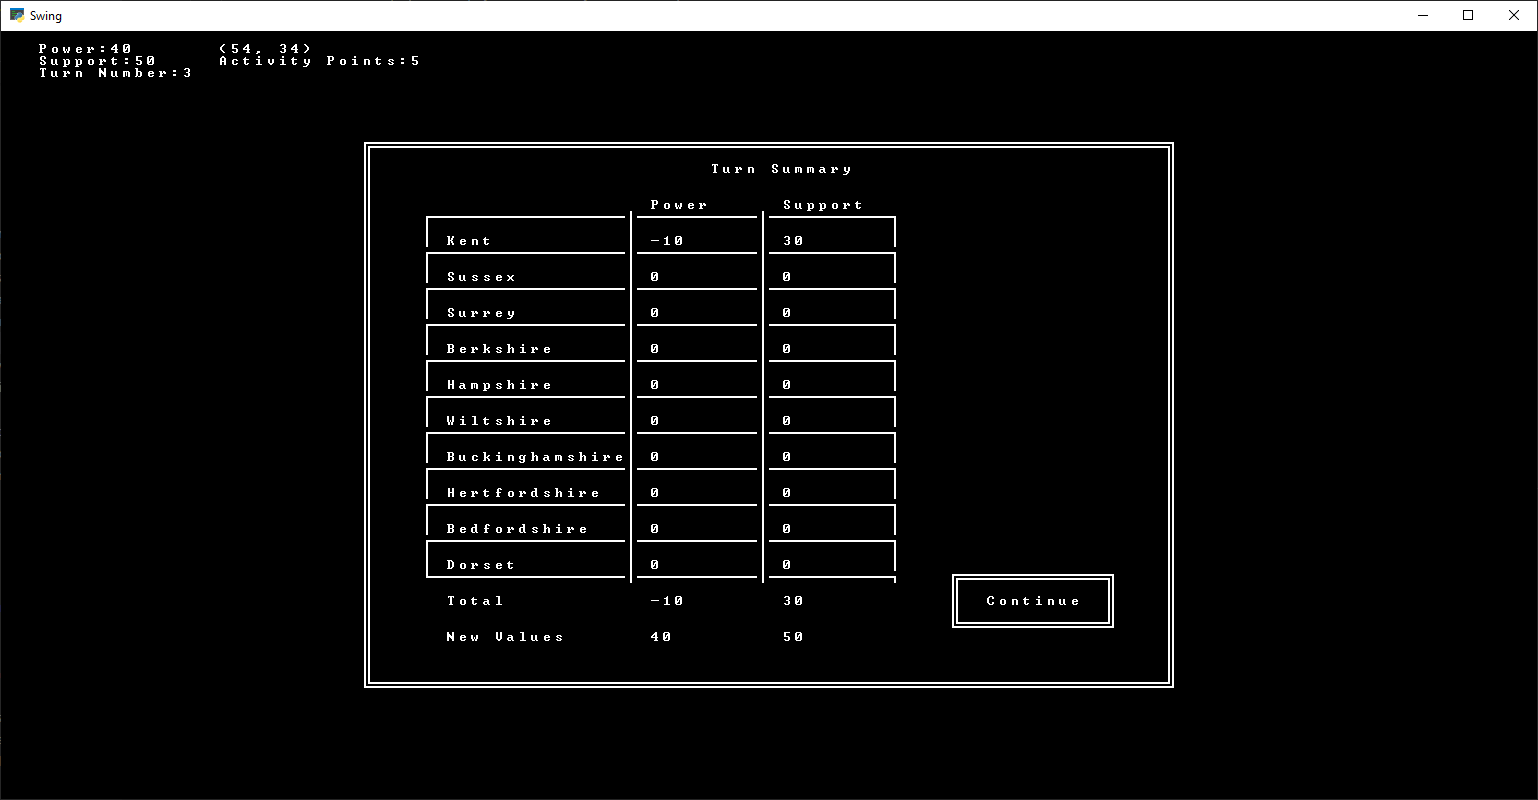 Swing
Power:40 (54, 34)
Support:50 Activity Points:5
Turn Number:3
Turn Summary
Power Support
Kent -10 30
Sussex 0 0
Surrey 0 0
Berkshire 0 0
Hampshire 0 0
Wiltshire 0 0
Buckinghamshire 0 0
Hertfordshire 0 0
Bedfordshire 0 0
Dorset 0 0
Total -10 30
Continue
New Values 40 50